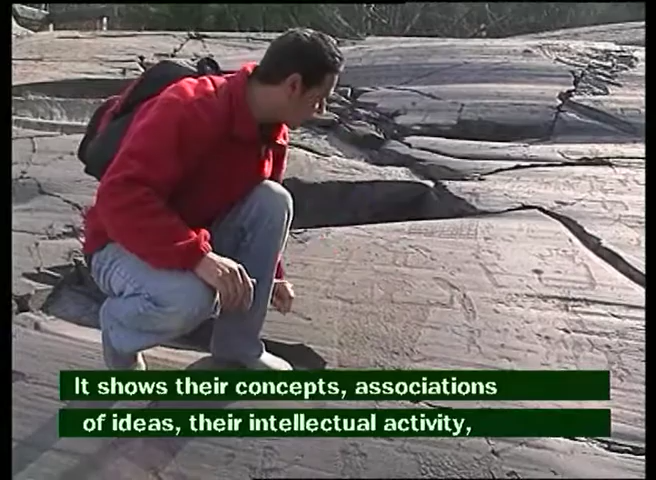 It shows their concepts, associations
of ideas, their intellectual activity,